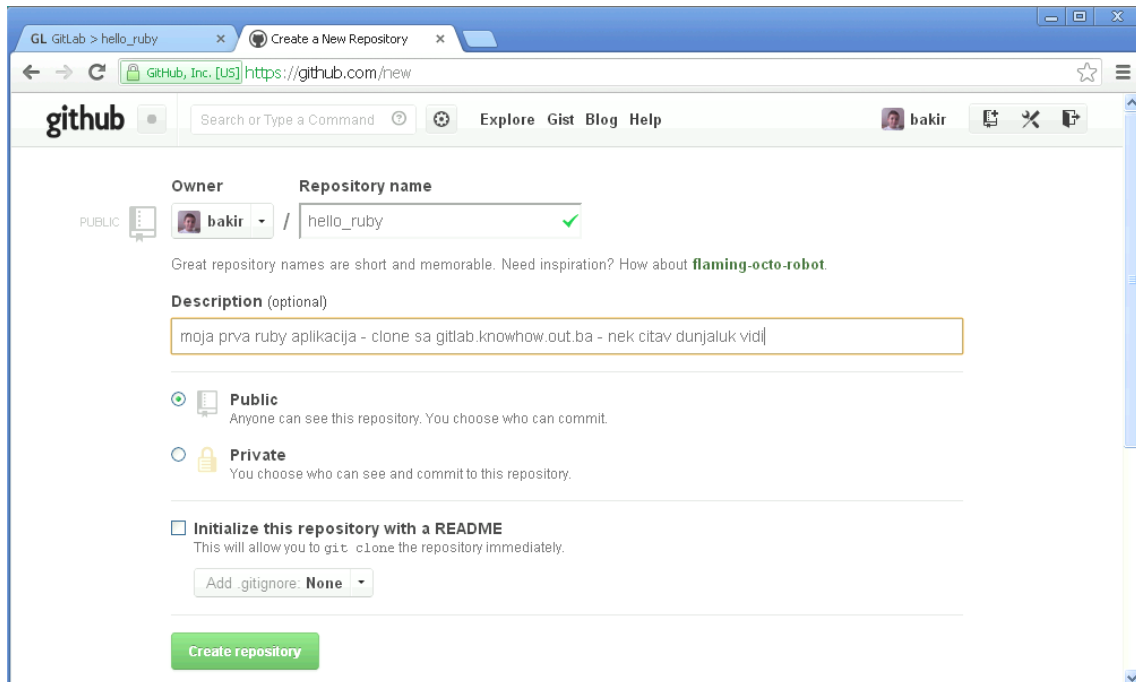 GL GitLab > hello_ruby
Create a New Repository
GitHub, Inc. [US] https://github.com/new
github Search or Type a Command Explore Gist Blog Help bakir
Owner Repository name
PUBLIC bakir / hello_ruby
Great repository names are short and memorable. Need inspiration? How about flaming-octo-robot.
Description (optional)
moja prva ruby aplikacija - clone sa gitlab.knowhow.out.ba - nek citav dunjaluk vidi
Public
Anyone can see this repository. You choose who can commit.
Private
You choose who can see and commit to this repository.
Initialize this repository with a README
This will allow you to git clone the repository immediately.
Add .gitignore: None
Create repository